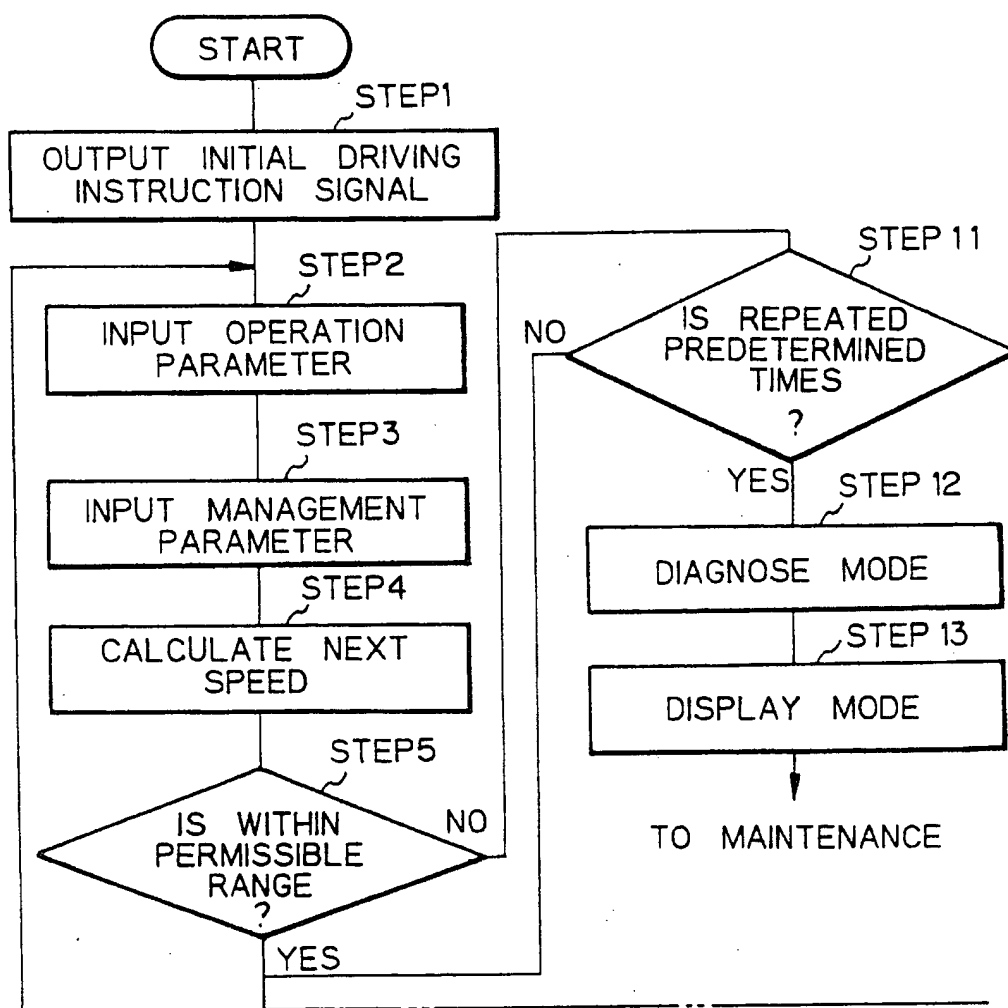 START
STEP1
OUTPUT INITIAL DRIVING
INSTRUCTION SIGNAL
STEP2
INPUT OPERATION
PARAMETER
STEP3
INPUT MANAGEMENT
PARAMETER
STEP4
CALCULATE NEXT
SPEED
STEP5
IS WITHIN
PERMISSIBLE
RANGE
?
NO
YES
STEP 11
IS REPEATED
PREDETERMINED
TIMES
?
NO
YES
STEP 12
DIAGNOSE MODE
STEP 13
DISPLAY MODE
TO MAINTENANCE